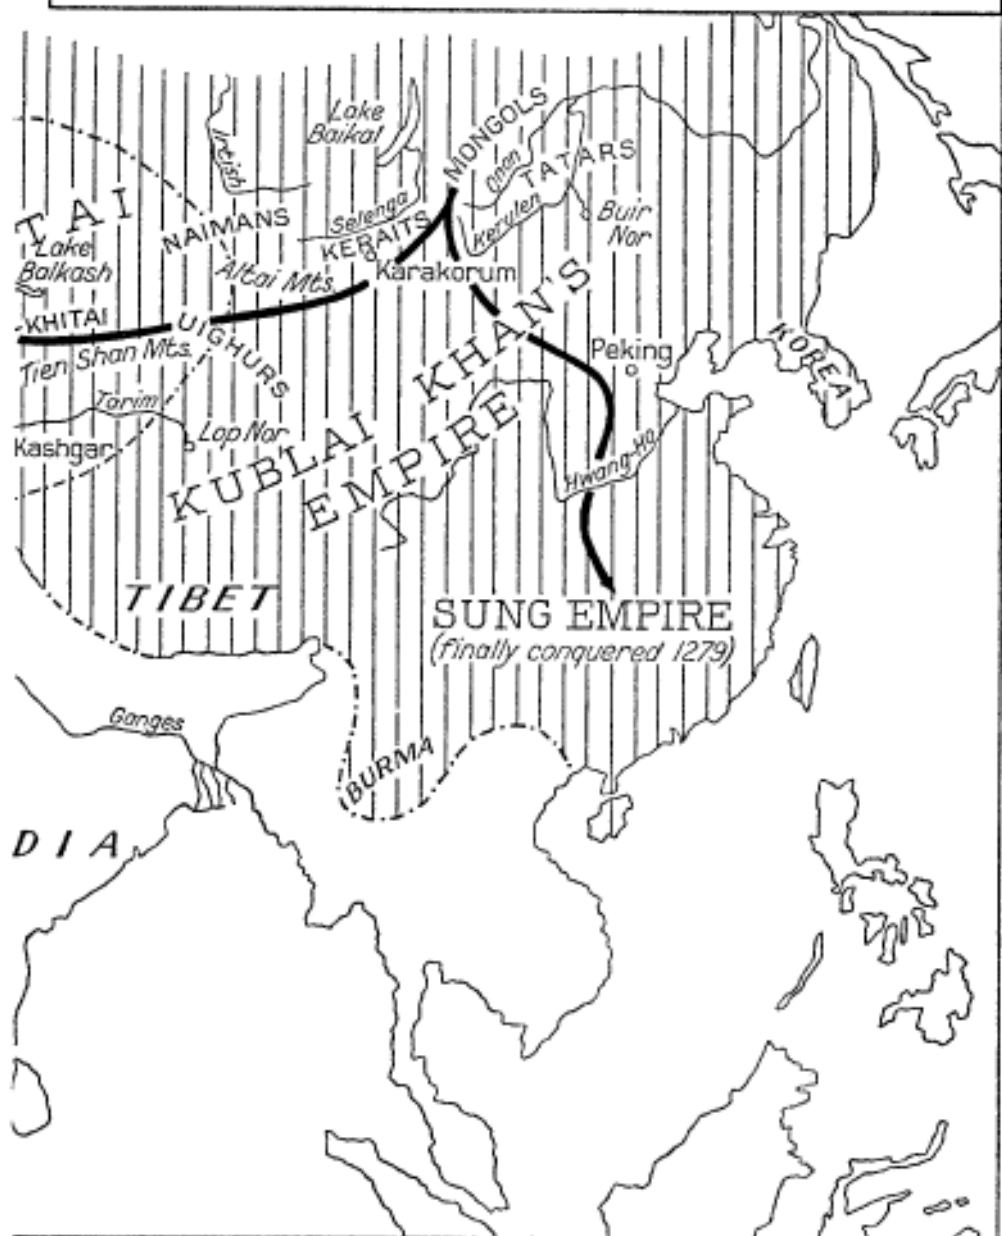 Lake
Baikal
MONGOLS
Irtish
Onon
TATARS
TAI
NAIMANS
Selenga
KERAITS
Kerulen
Buir
Nor
Lake
Balkash
Altai Mts.
Karakorum
-KHITAI
UIGHURS
Tien Shan Mts.
Peking
KOREA
Tarim
Kashgar
Lop Nor
KUBLAI KHAN'S
EMPIRE
Hwang-Ho
TIBET
SUNG EMPIRE
(finally conquered 1279)
Ganges
BURMA
DIA